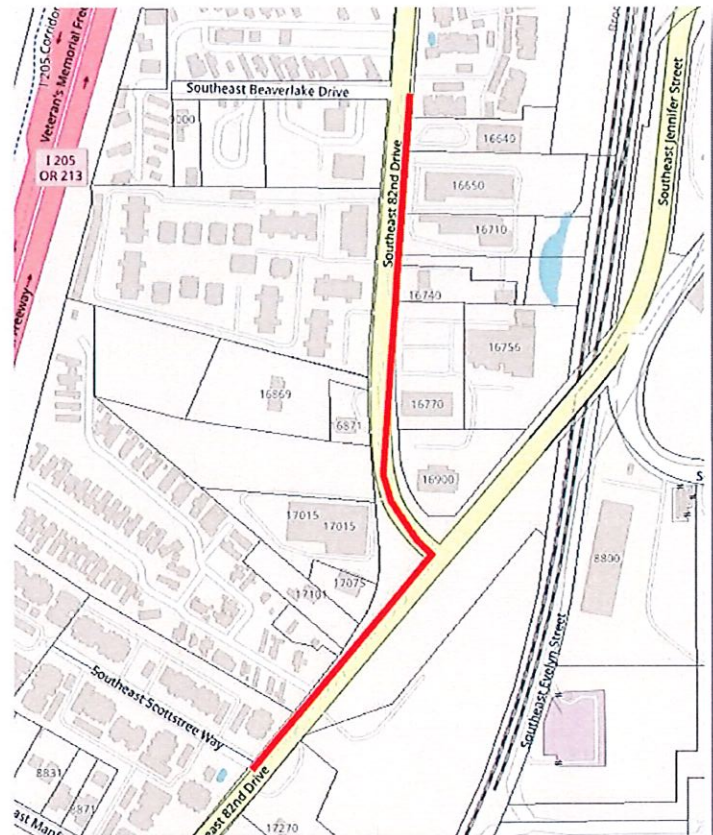 I 205 Corridor
Veteran's Memorial Free
I 205
OR 213
Freeway
Southeast Beaverlake Drive
Southeast 82nd Drive
Southeast Jennifer Street
16640
16650
16710
16740
16756
16869
6871
16770
16900
17015
17015
17075
17101
8800
Southeast Evelyn Street
Southeast Scottstree Way
8831
8871
east 82nd Drive
17270
S